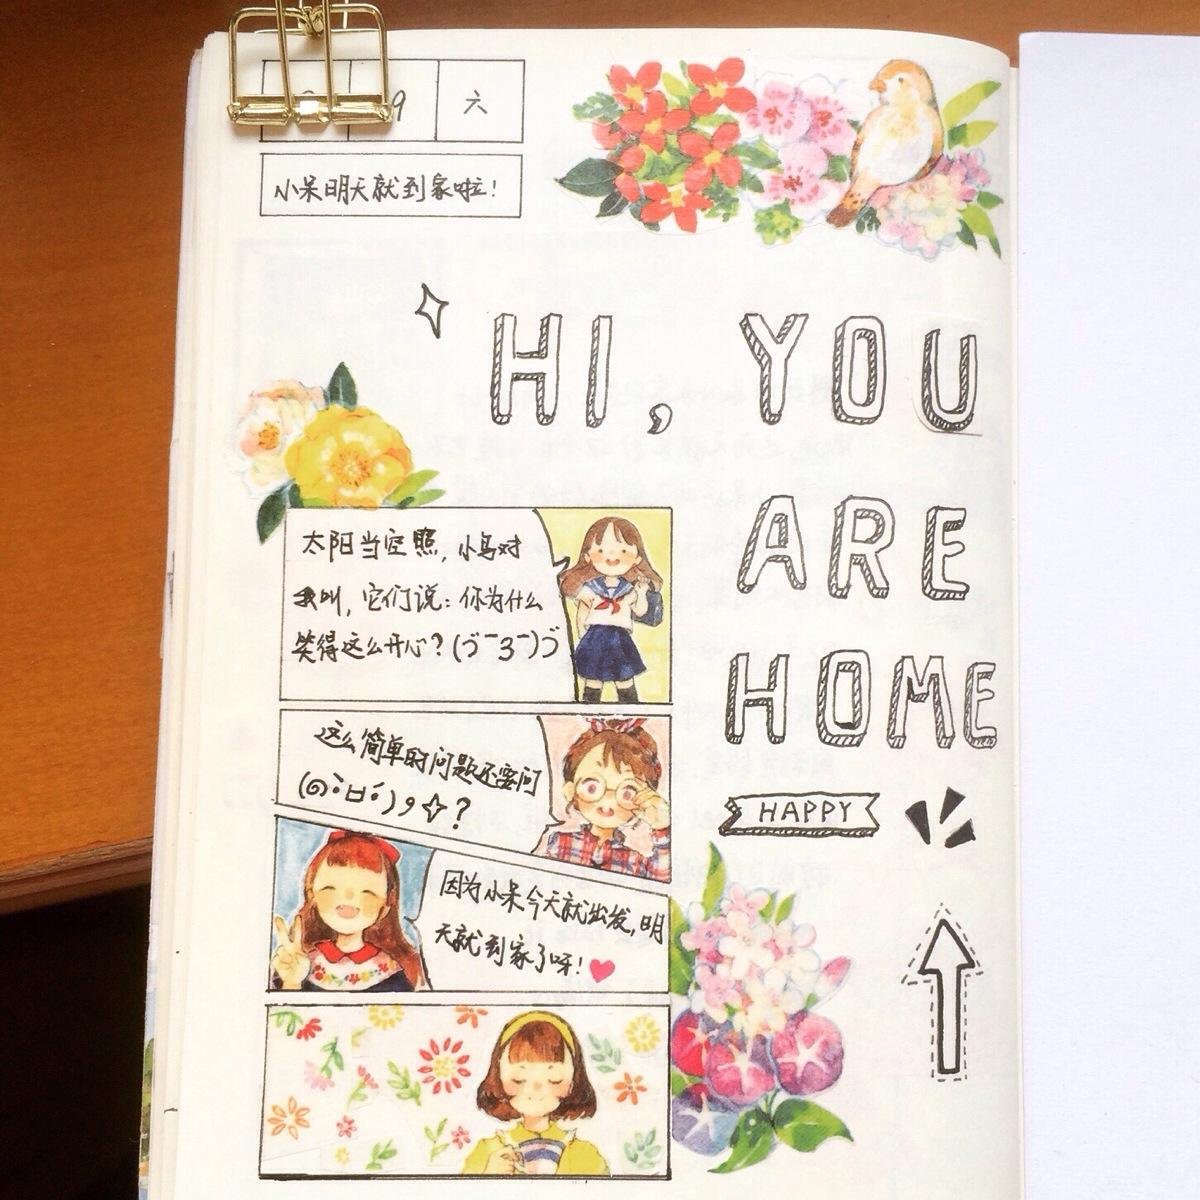 9 六
小呆明天就到家啦！
HI, YOU
ARE
HOME
HAPPY
太阳当空照，小鸟对
我叫，它们说：你为什么
笑得这么开心？(づ¯3¯)づ
这么简单的问题还要问
(๑•̀ㅂ•́)و✧?
因为小呆今天就出发，明
天就到家了呀！❤